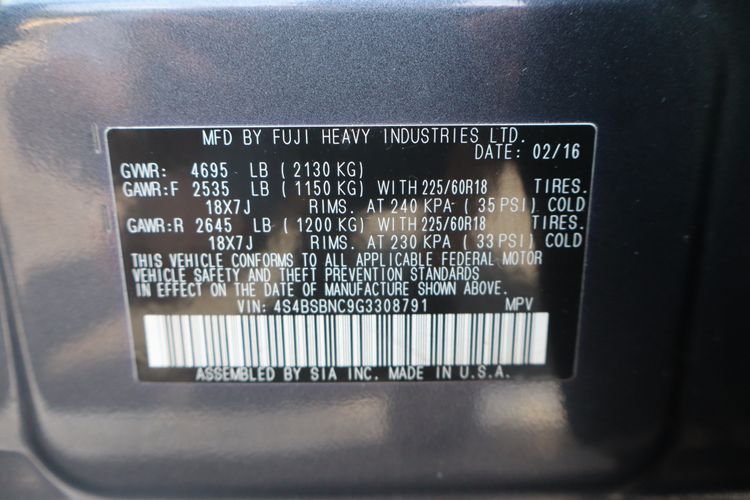 MFD BY FUJI HEAVY INDUSTRIES LTD.
DATE: 02/16
GVWR: 4695 LB ( 2130 KG)
GAWR:F 2535 LB ( 1150 KG) WITH 225/60R18 TIRES.
18X7J RIMS. AT 240 KPA ( 35 PSI) COLD
GAWR:R 2645 LB ( 1200 KG) WITH 225/60R18 TIRES.
18X7J RIMS. AT 230 KPA ( 33 PSI) COLD
THIS VEHICLE CONFORMS TO ALL APPLICABLE FEDERAL MOTOR
VEHICLE SAFETY AND THEFT PREVENTION STANDARDS
IN EFFECT ON THE DATE OF MANUFACTURE SHOWN ABOVE.
VIN: 4S4BSBNC9G3308791 MPV
ASSEMBLED BY SIA INC. MADE IN U.S.A.